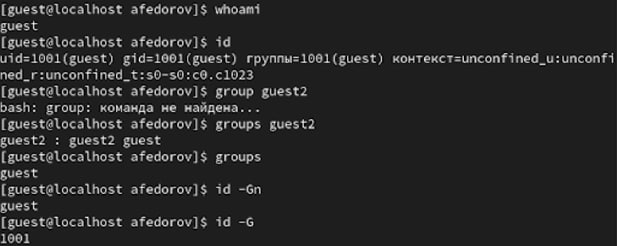 [guest@localhost afedorov]$ whoami
guest
[guest@localhost afedorov]$ id
uid=1001(guest) gid=1001(guest) группы=1001(guest) контекст=unconfined_u:unconfi
ned_r:unconfined_t:s0-s0:c0.c1023
[guest@localhost afedorov]$ group guest2
bash: group: команда не найдена...
[guest@localhost afedorov]$ groups guest2
guest2 : guest2 guest
[guest@localhost afedorov]$ groups
guest
[guest@localhost afedorov]$ id -Gn
guest
[guest@localhost afedorov]$ id -G
1001